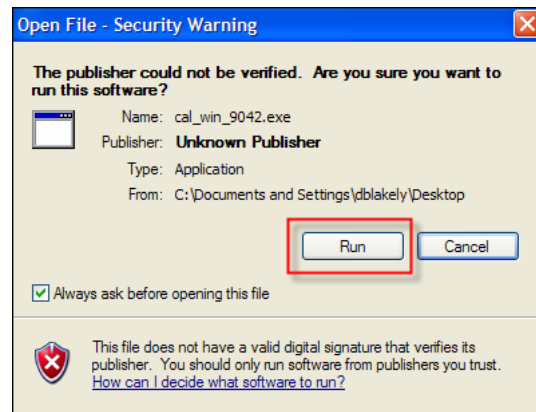 Open File - Security Warning
The publisher could not be verified. Are you sure you want to
run this software?
Name: cal_win_9042.exe
Publisher: Unknown Publisher
Type: Application
From: C:\Documents and Settings\dblakely\Desktop
Run Cancel
Always ask before opening this file
This file does not have a valid digital signature that verifies its
publisher. You should only run software from publishers you trust.
How can I decide what software to run?